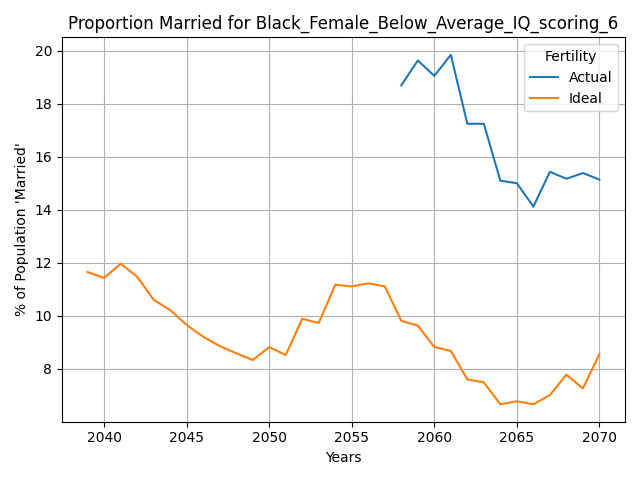 Proportion Married for Black_Female_Below_Average_IQ_scoring_6
20
18
16
14
12
10
8
% of Population 'Married'
Fertility
Actual
Ideal
2040 2045 2050 2055 2060 2065 2070
Years